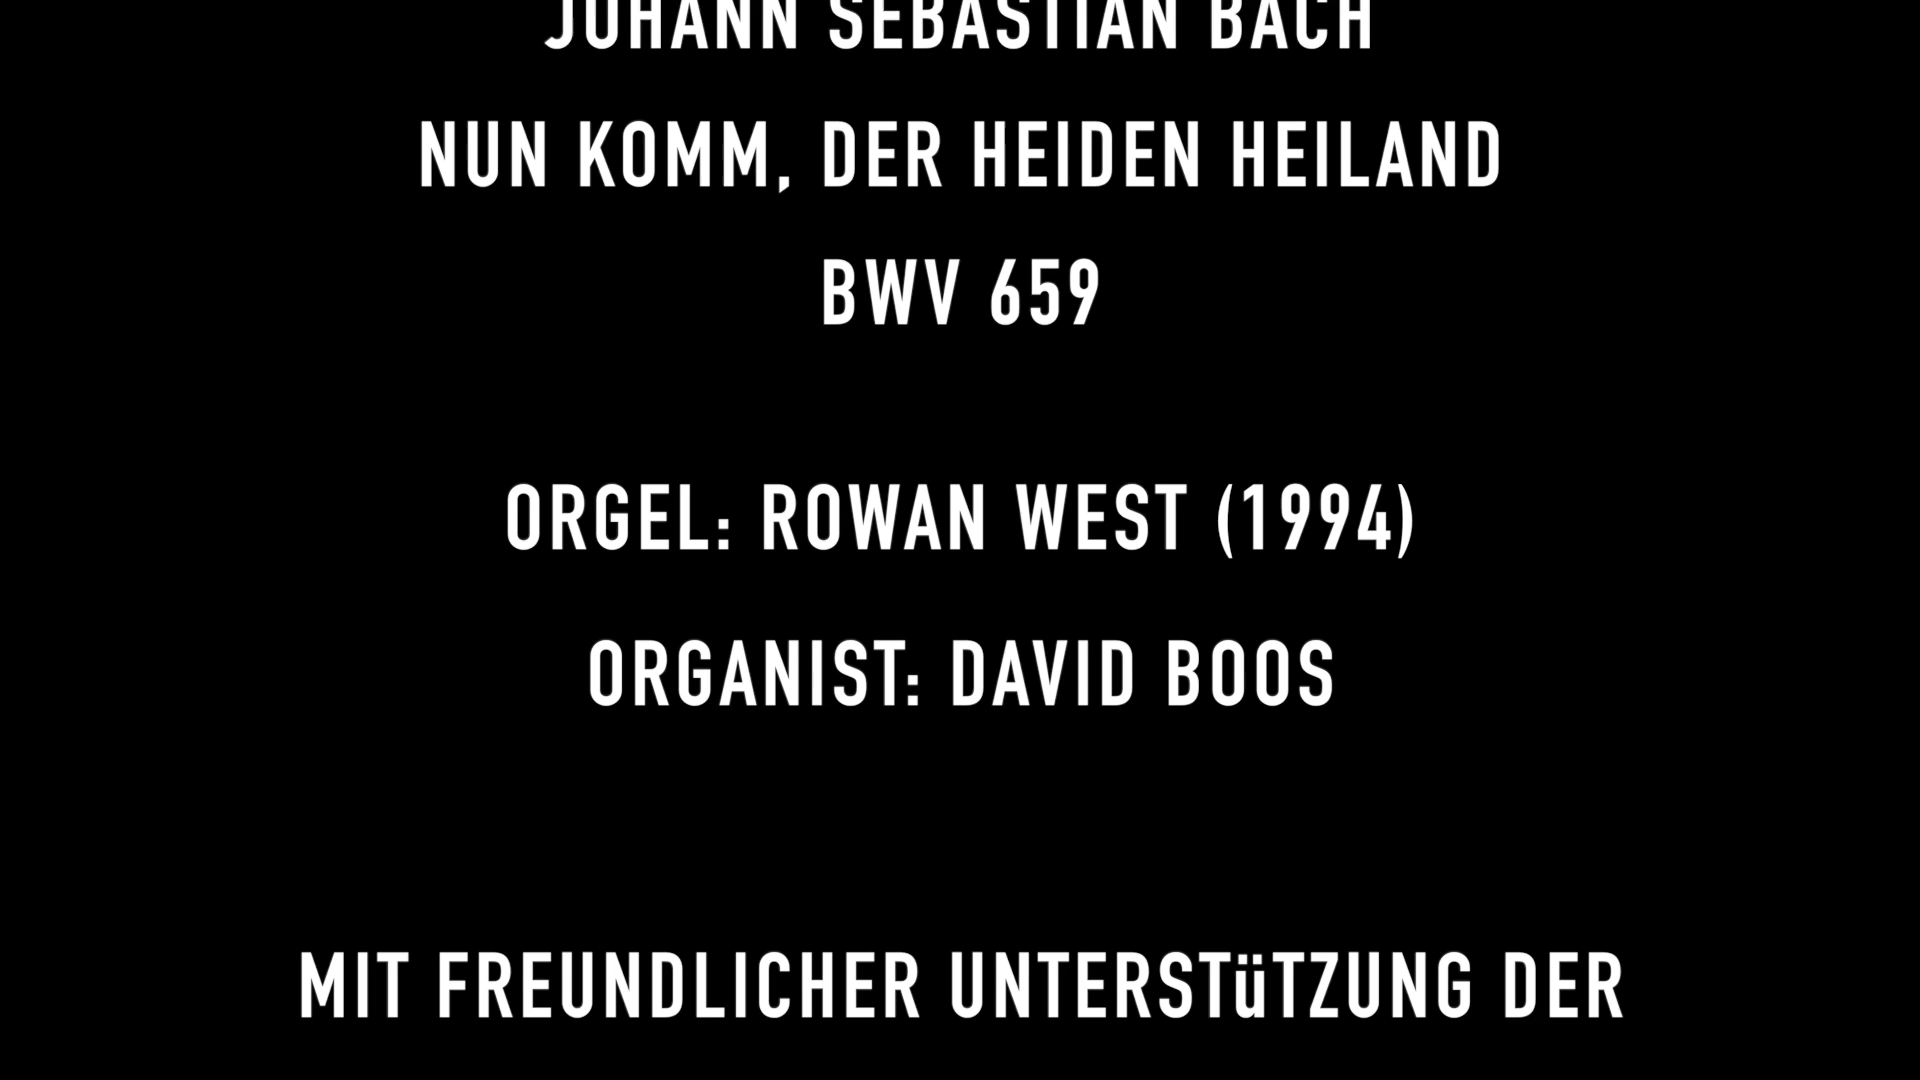 JOHANN SEBASTIAN BACH
NUN KOMM, DER HEIDEN HEILAND
BWV 659
ORGEL: ROWAN WEST (1994)
ORGANIST: DAVID BOOS
MIT FREUNDLICHER UNTERSTüTZUNG DER